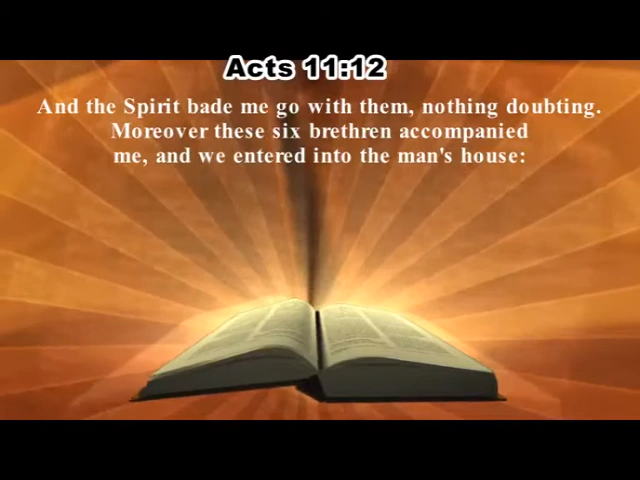 Acts 11:12
And the Spirit bade me go with them, nothing doubting.
Moreover these six brethren accompanied
me, and we entered into the man's house: